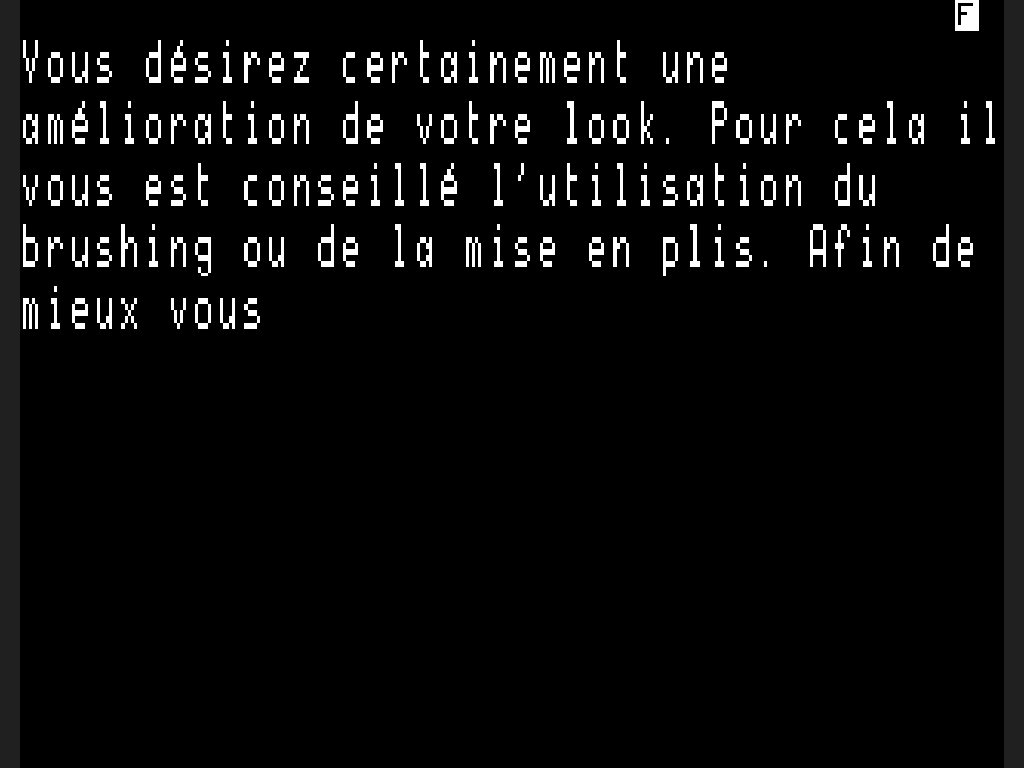 F
Vous désirez certainement une
amélioration de votre look. Pour cela il
vous est conseillé l'utilisation du
brushing ou de la mise en plis. Afin de
mieux vous